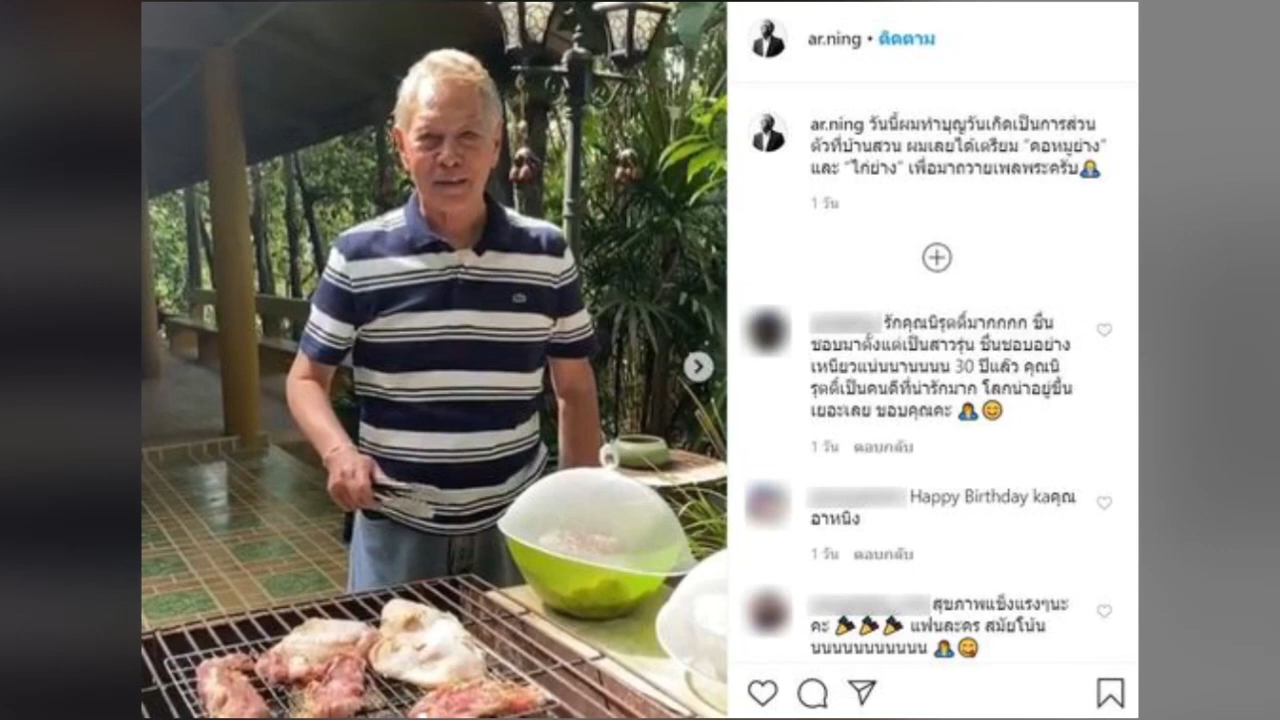 ar.ning • ติดตาม
ar.ning วันนี้ผมทำบุญวันเกิดเป็นการส่วน
ตัวที่บ้านสวน ผมเลยได้เตรียม "คอหมูย่าง"
และ "ไก่ย่าง" เพื่อมาถวายเพลพระครับ🙏
1 วัน
รักคุณนิรุตติ์มากกกก ชื่น
ชอบมาตั้งแต่เป็นสาวรุ่น ชื่นชอบอย่าง
เหนียวแน่นนานนนน 30 ปีแล้ว คุณนิ
รุตติ์เป็นคนดีที่น่ารักมาก โลกน่าอยู่ขึ้น
เยอะเลย ขอบคุณคะ 🙏😊
1 วัน ตอบกลับ
Happy Birthday kaคุณ
อาหนิง
1 วัน ตอบกลับ
สุขภาพแข็งแรงๆนะ
คะ 🎉🎉🎉 แฟนละคร สมัยโน้น
นนนนนนนนนนน 🙏😋